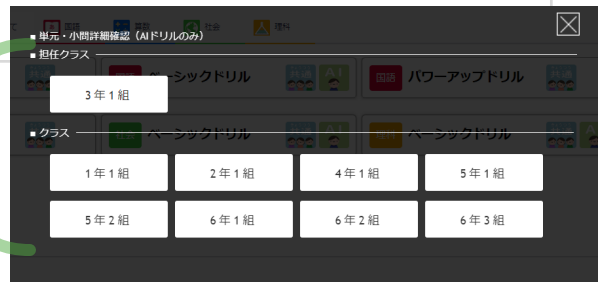 国語 算数 社会 理科
■ 単元・小問詳細確認（AIドリルのみ）
■ 担任クラス
ベーシックドリル 国語 パワーアップドリル
3年1組
■ クラス
社会 ベーシックドリル 理科 ベーシックドリル
1年1組 2年1組 4年1組 5年1組
5年2組 6年1組 6年2組 6年3組